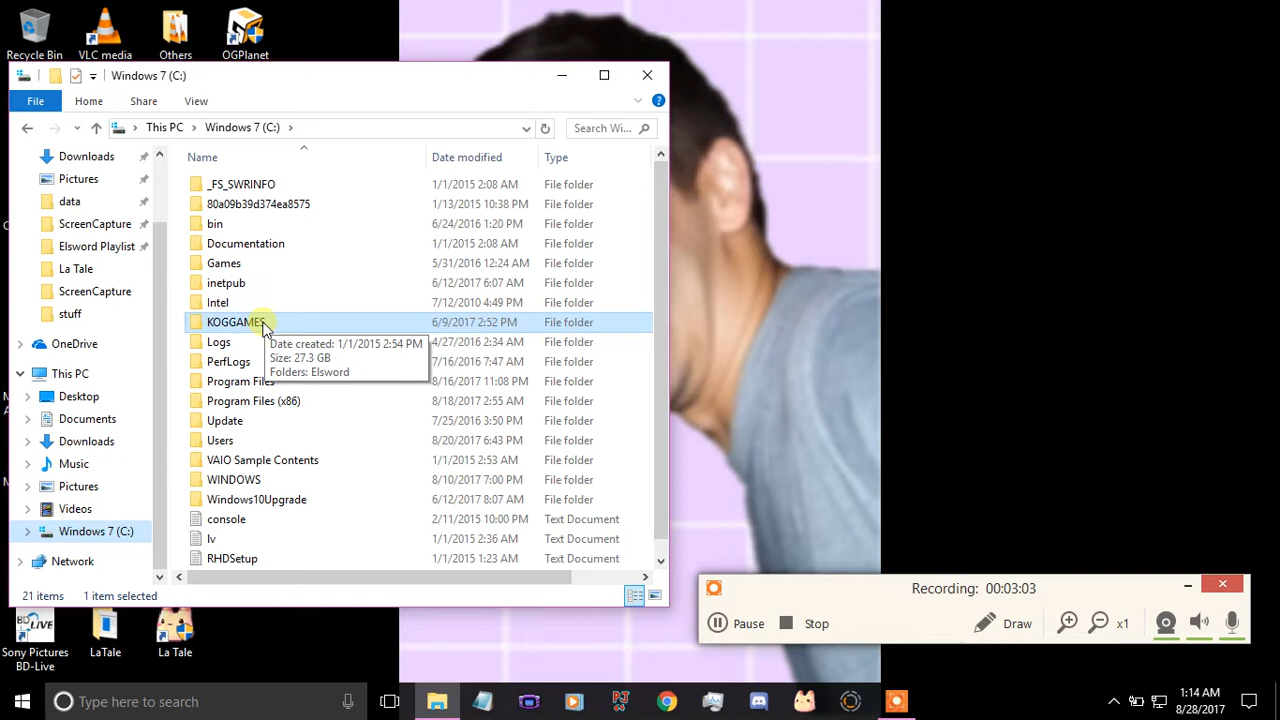 Recycle Bin
VLC media
Others
OGPlanet
Windows 7 (C:)
File
Home
Share
View
This PC
Windows 7 (C:)
Search Wi...
Name
Date modified
Type
Downloads
Pictures
data
ScreenCapture
Elsword Playlist
La Tale
ScreenCapture
stuff
OneDrive
This PC
Desktop
Documents
Downloads
Music
Pictures
Videos
Windows 7 (C:)
Network
_FS_SWRINFO 1/1/2015 2:08 AM File folder
80a09b39d374ea8575 1/13/2015 10:38 PM File folder
bin 6/24/2016 1:20 PM File folder
Documentation 1/1/2015 2:08 AM File folder
Games 5/31/2016 12:24 AM File folder
inetpub 6/12/2017 6:07 AM File folder
Intel 7/12/2010 4:49 PM File folder
KOGGAMES 6/9/2017 2:52 PM File folder
Logs 4/27/2016 2:34 AM File folder
PerfLogs 7/16/2016 7:47 AM File folder
Program Files 8/16/2017 11:08 PM File folder
Program Files (x86) 8/18/2017 2:55 AM File folder
Update 7/25/2016 3:50 PM File folder
Users 8/20/2017 6:43 PM File folder
VAIO Sample Contents 1/1/2015 2:53 AM File folder
WINDOWS 8/10/2017 7:00 PM File folder
Windows10Upgrade 6/12/2017 8:07 AM File folder
console 2/11/2015 10:00 PM Text Document
lv 1/1/2015 2:36 AM Text Document
RHDSetup 1/1/2015 1:23 AM Text Document
Date created: 1/1/2015 2:54 PM
Size: 27.3 GB
Folders: Elsword
21 items
1 item selected
Recording: 00:03:03
Pause
Stop
Draw
x1
BD LIVE
Sony Pictures
BD-Live
LaTale
La Tale
Type here to search
PJ
64
1:14 AM
8/28/2017